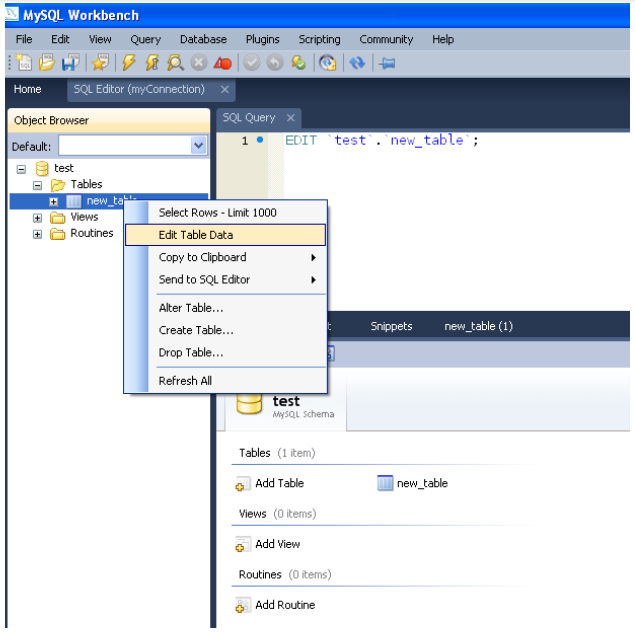 MySQL Workbench
File Edit View Query Database Plugins Scripting Community Help
Home SQL Editor (myConnection)
Object Browser
SQL Query
Default:
1 EDIT `test`.`new_table`;
test
Tables
new_table
Views
Routines
Select Rows - Limit 1000
Edit Table Data
Copy to Clipboard
Send to SQL Editor
Alter Table...
Create Table...
Drop Table...
Refresh All
Snippets new_table (1)
test
MySQL Schema
Tables (1 item)
Add Table new_table
Views (0 items)
Add View
Routines (0 items)
Add Routine